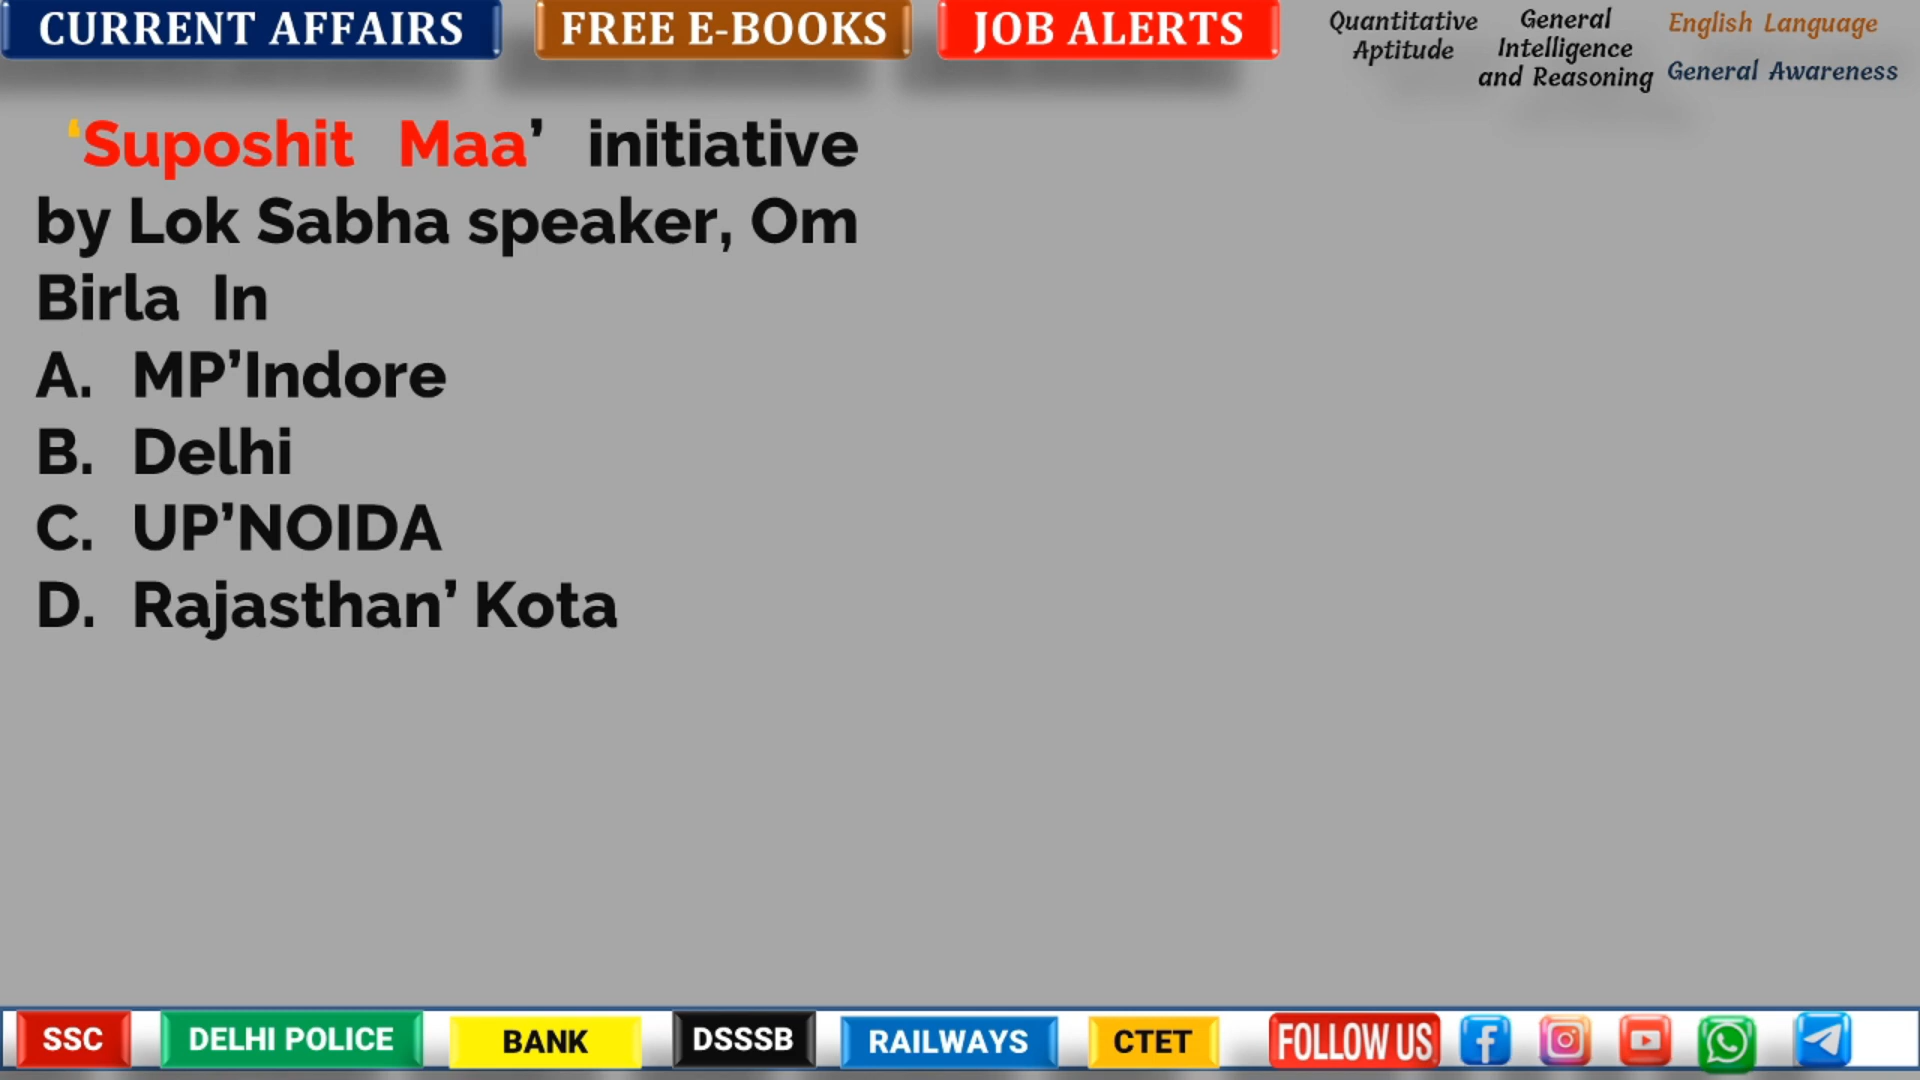 CURRENT AFFAIRS
FREE E-BOOKS
JOB ALERTS
Quantitative
Aptitude
General
Intelligence
and Reasoning
English Language
General Awareness
‘Suposhit Maa’ initiative
by Lok Sabha speaker, Om
Birla In
A. MP’Indore
B. Delhi
C. UP’NOIDA
D. Rajasthan’ Kota
SSC
DELHI POLICE
BANK
DSSSB
RAILWAYS
CTET
FOLLOW US